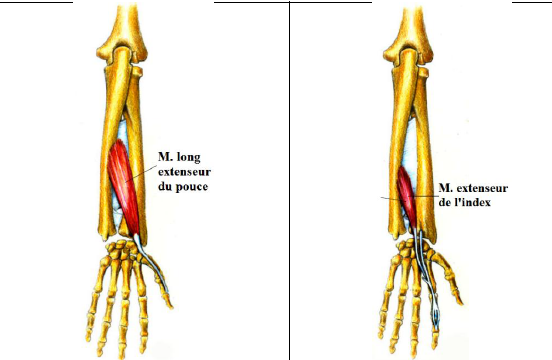 M. long
extenseur
du pouce
M. extenseur
de l'index